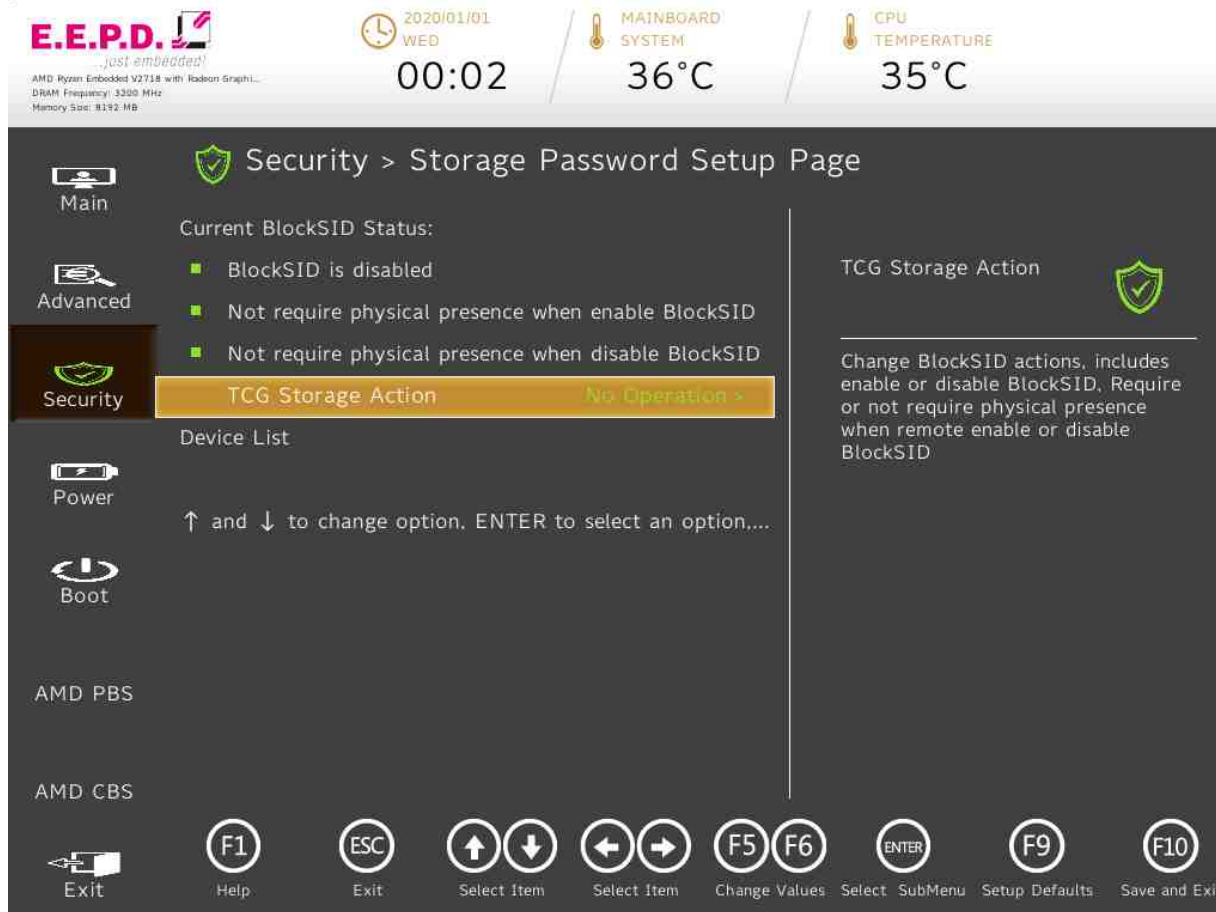 E.E.P.D.
...just embedded!
AMD Ryzen Embedded V2718 with Radeon Graphi...
DRAM Frequency: 3200 MHz
Memory Size: 8192 MB
2020/01/01
WED
00:02
MAINBOARD
SYSTEM
36°C
CPU
TEMPERATURE
35°C
Main
Advanced
Security
Power
Boot
AMD PBS
AMD CBS
Exit
Security > Storage Password Setup Page
Current BlockSID Status:
BlockSID is disabled
Not require physical presence when enable BlockSID
Not require physical presence when disable BlockSID
TCG Storage Action No Operation >
Device List
↑ and ↓ to change option, ENTER to select an option,...
TCG Storage Action
Change BlockSID actions, includes
enable or disable BlockSID, Require
or not require physical presence
when remote enable or disable
BlockSID
F1 ESC F5 F6 ENTER F9 F10
Help Exit Select Item Select Item Change Values Select SubMenu Setup Defaults Save and Exi